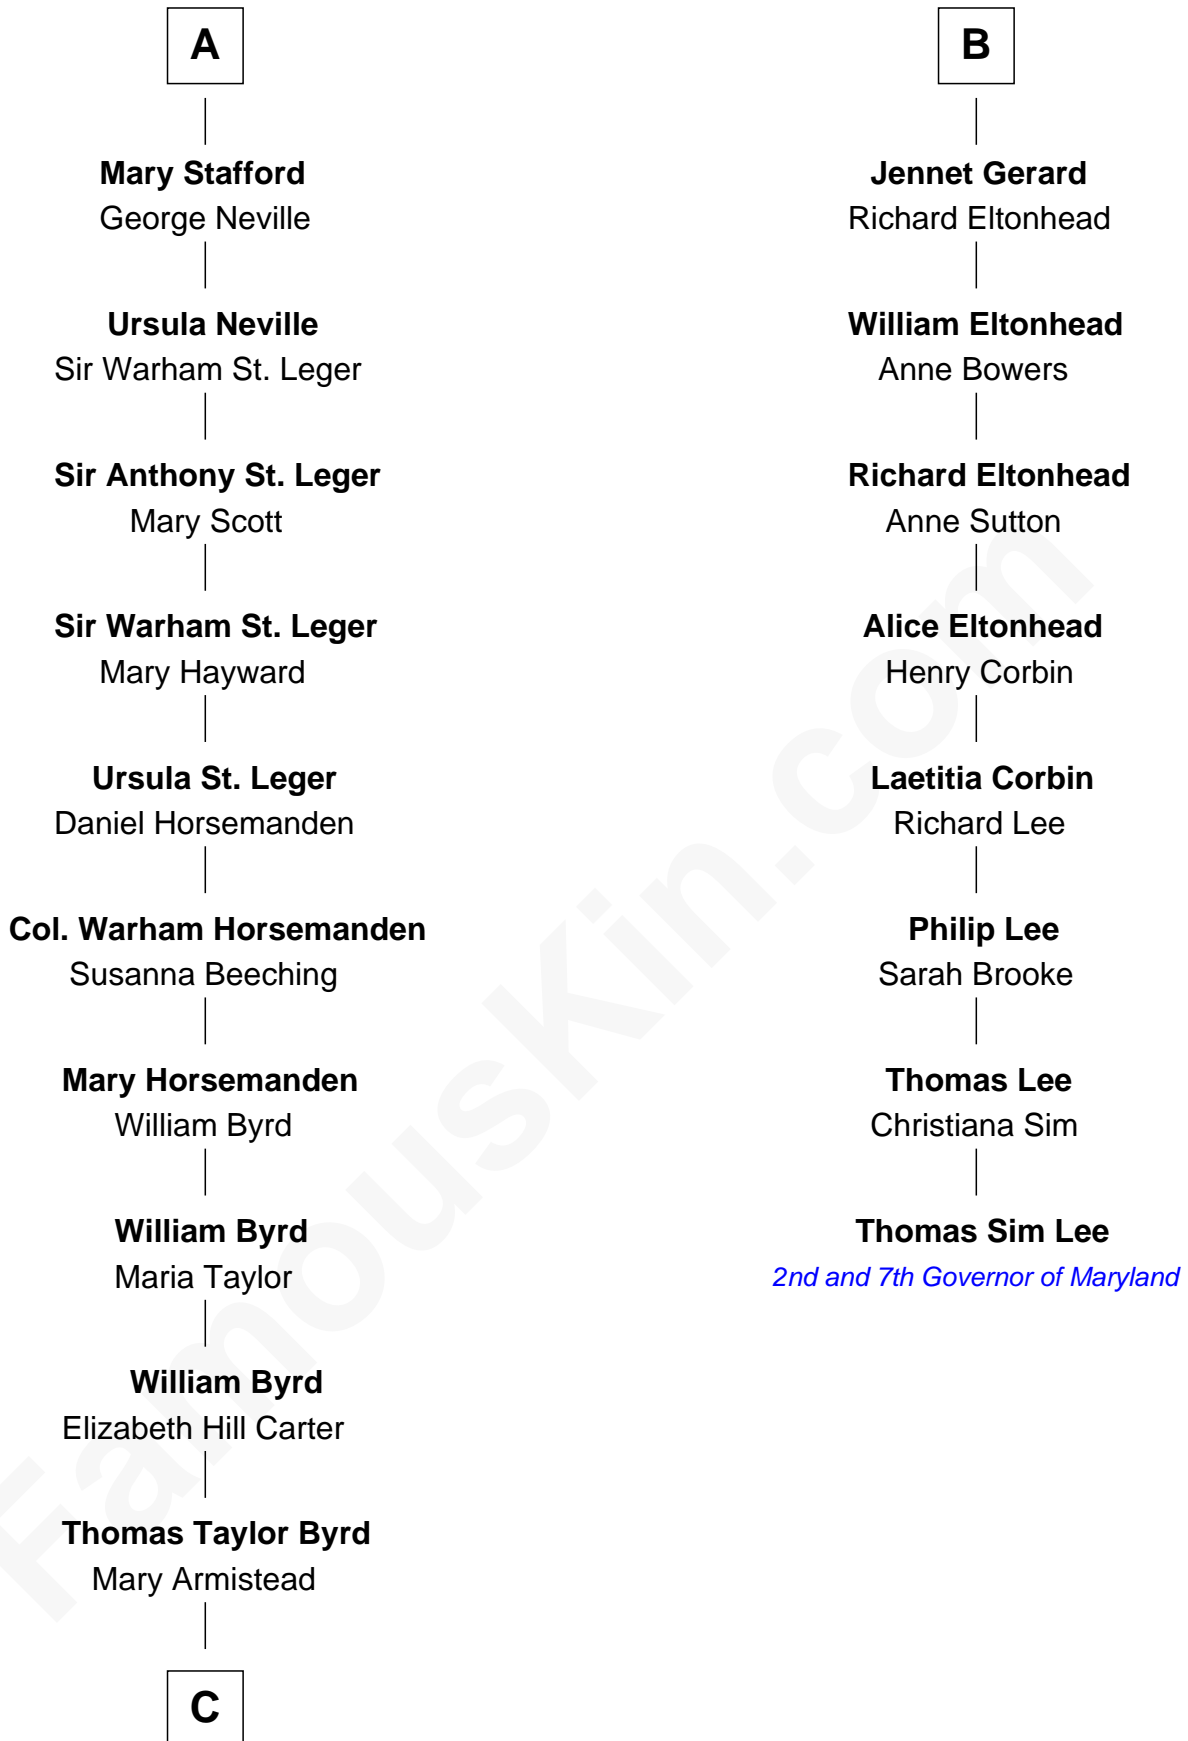 A
Mary Stafford
George Neville
Ursula Neville
Sir Warham St. Leger
Sir Anthony St. Leger
Mary Scott
Sir Warham St. Leger
Mary Hayward
Ursula St. Leger
Daniel Horsemanden
Col. Warham Horsemanden
Susanna Beeching
Mary Horsemanden
William Byrd
William Byrd
Maria Taylor
William Byrd
Elizabeth Hill Carter
Thomas Taylor Byrd
Mary Armistead
C
B
Jennet Gerard
Richard Eltonhead
William Eltonhead
Anne Bowers
Richard Eltonhead
Anne Sutton
Alice Eltonhead
Henry Corbin
Laetitia Corbin
Richard Lee
Philip Lee
Sarah Brooke
Thomas Lee
Christiana Sim
Thomas Sim Lee
2nd and 7th Governor of Maryland
FamousKin.com